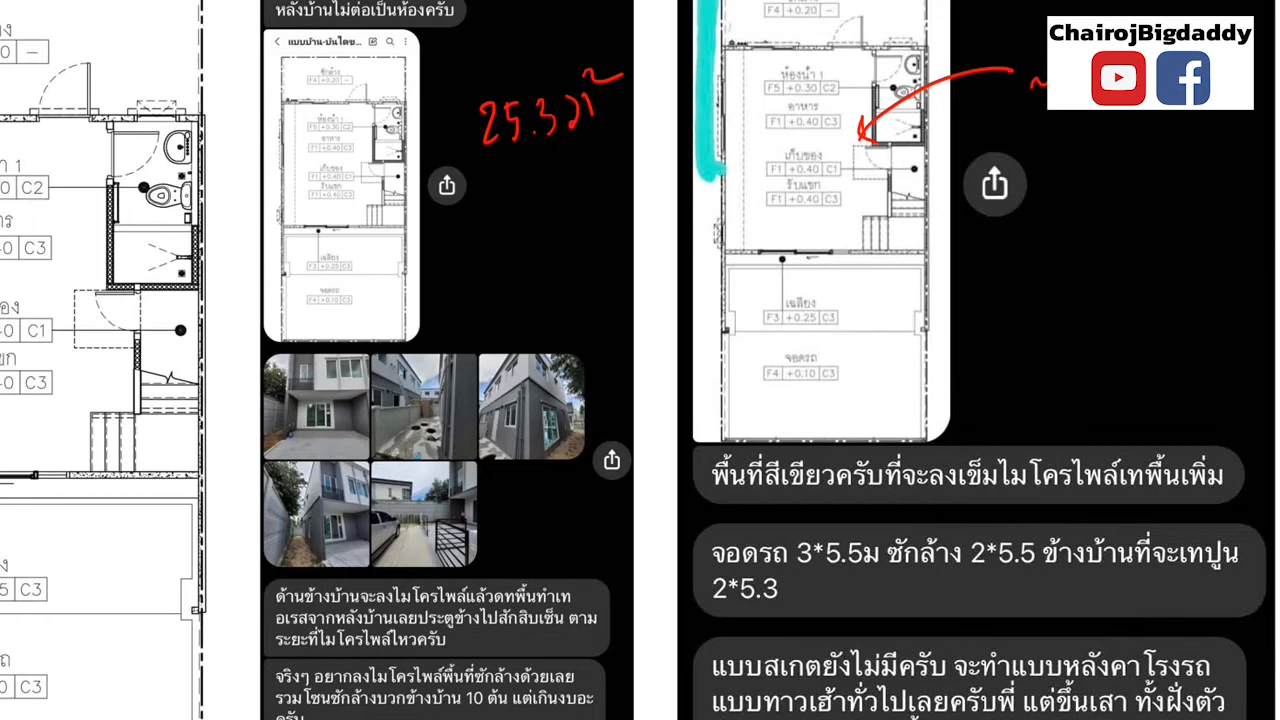 0 C2
าร
40 C3
อง
40 C1
40 C3
5 C3
0 C3
หลังบ้านไม่ต่อเป็นห้องครับ
แบบบ้าน-บันไดข...
ซักล้าง
F4 +0.20 –
ห้องน้ำ 1
F5 +0.30 C2
อาหาร
F1 +0.40 C3
เก็บของ
F1 +0.40 C1
รับแขก
F1 +0.40 C3
เฉลียง
F3 +0.25 C3
จอดรถ
F4 +0.10 C3
25.3 วา²
ด้านข้างบ้านจะลงไมโครไพล์แล้วดทพื้นทำเท
อเรสจากหลังบ้านเลยประตูข้างไปสักสิบเซ็น ตาม
ระยะที่ไมโครไพล์ไหวครับ
จริงๆ อยากลงไมโครไพล์พื้นที่ซักล้างด้วยเลย
รวมโซนซักล้างบวกข้างบ้าน 10 ต้น แต่เกินงบอะ
ครับ
ChairojBigdaddy
F4 +0.20 –
ห้องน้ำ 1
F5 +0.30 C2
อาหาร
F1 +0.40 C3
เก็บของ
F1 +0.40 C1
รับแขก
F1 +0.40 C3
เฉลียง
F3 +0.25 C3
จอดรถ
F4 +0.10 C3
พื้นที่สีเขียวครับที่จะลงเข็มไมโครไพล์เทพื้นเพิ่ม
จอดรถ 3*5.5ม ซักล้าง 2*5.5 ข้างบ้านที่จะเทปูน
2*5.3
แบบสเกตยังไม่มีครับ จะทำแบบหลังคาโรงรถ
แบบทาวเฮ้าทั่วไปเลยครับพี่ แต่ขึ้นเสา ทั้งฝั่งตัว